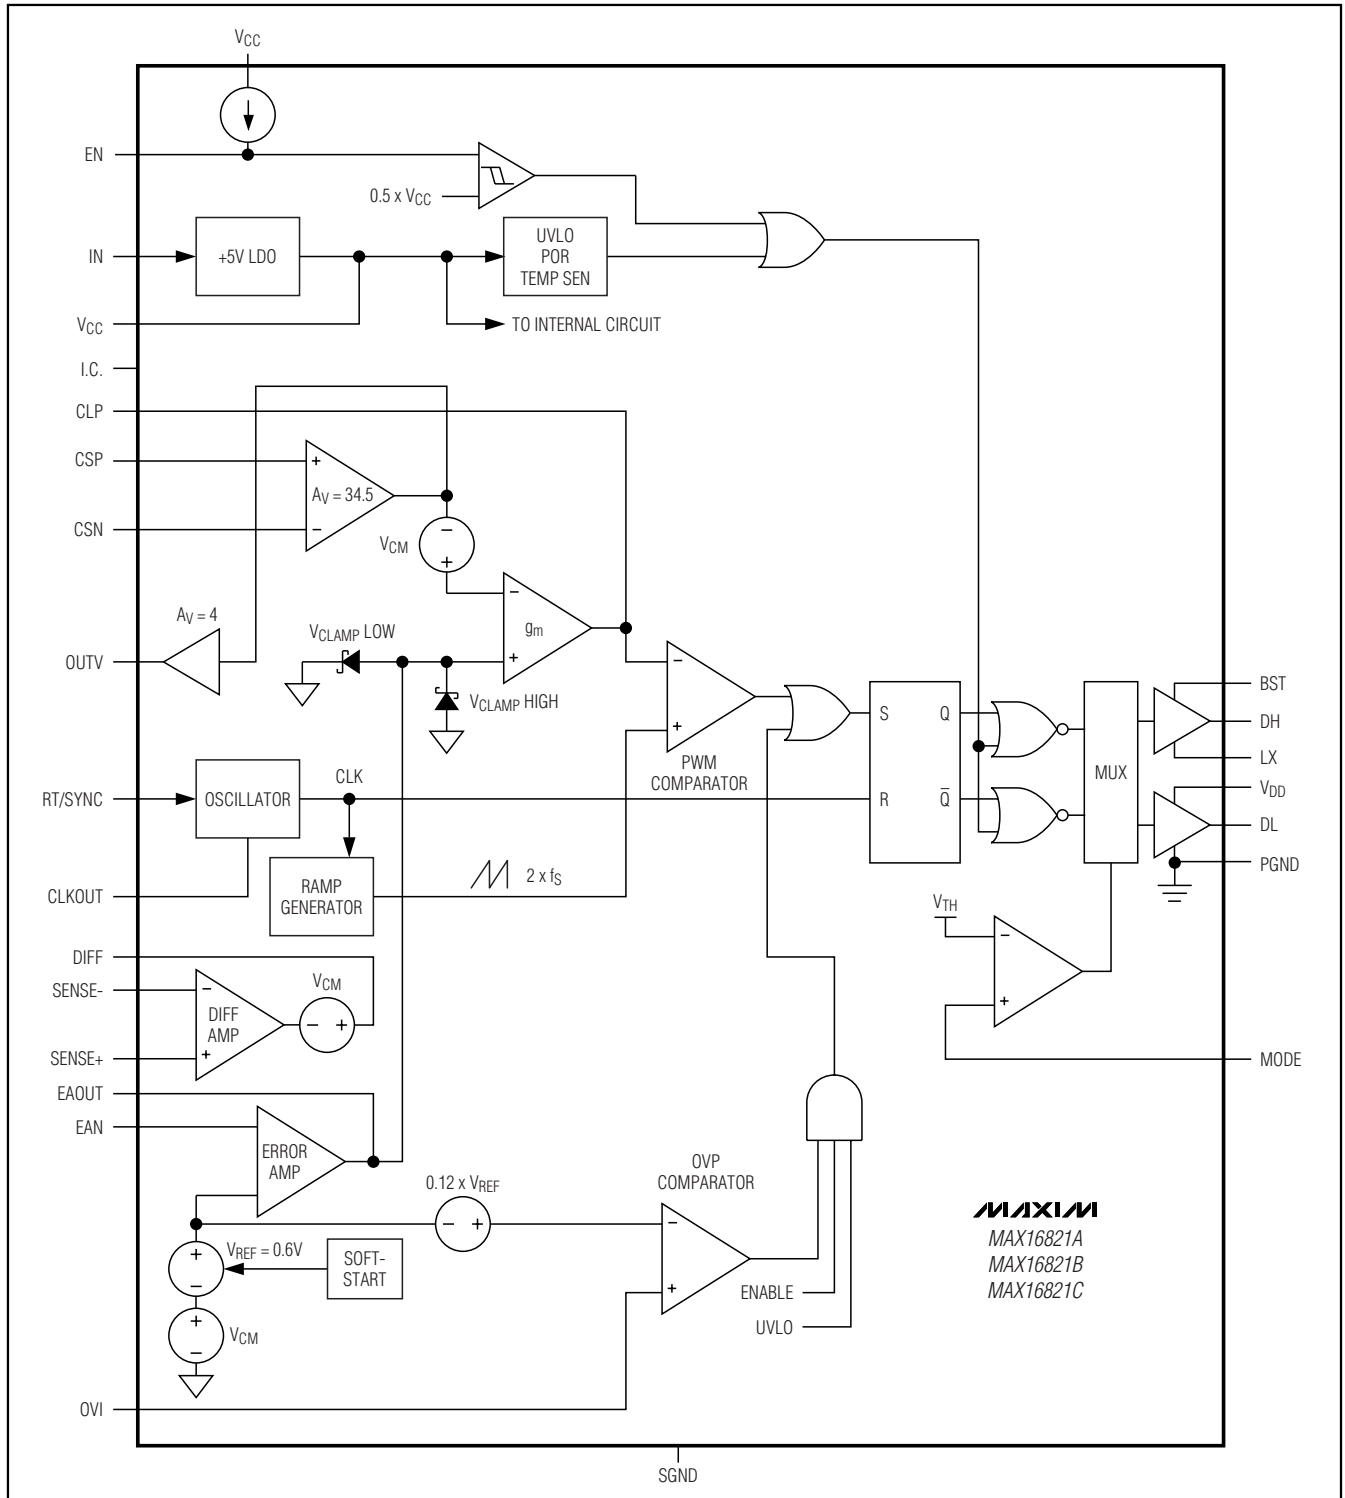 VCC
EN
0.5 x VCC
IN
+5V LDO
UVLO
POR
TEMP SEN
VCC
TO INTERNAL CIRCUIT
I.C.
CLP
CSP
+
AV = 34.5
CSN
−
VCM
−
+
−
gm
+
AV = 4
OUTV
VCLAMP LOW
VCLAMP HIGH
−
+
PWM
COMPARATOR
S
Q
R
Q̅
MUX
BST
DH
LX
VDD
DL
PGND
RT/SYNC
OSCILLATOR
CLK
CLKOUT
RAMP
GENERATOR
2 x fS
VTH
−
+
MODE
DIFF
SENSE-
−
DIFF
AMP
+
SENSE+
VCM
− +
EAOUT
EAN
ERROR
AMP
0.12 x VREF
− +
OVP
COMPARATOR
−
+
+
−
VREF = 0.6V
SOFT-
START
+
−
VCM
ENABLE
UVLO
OVI
MAXIM
MAX16821A
MAX16821B
MAX16821C
SGND